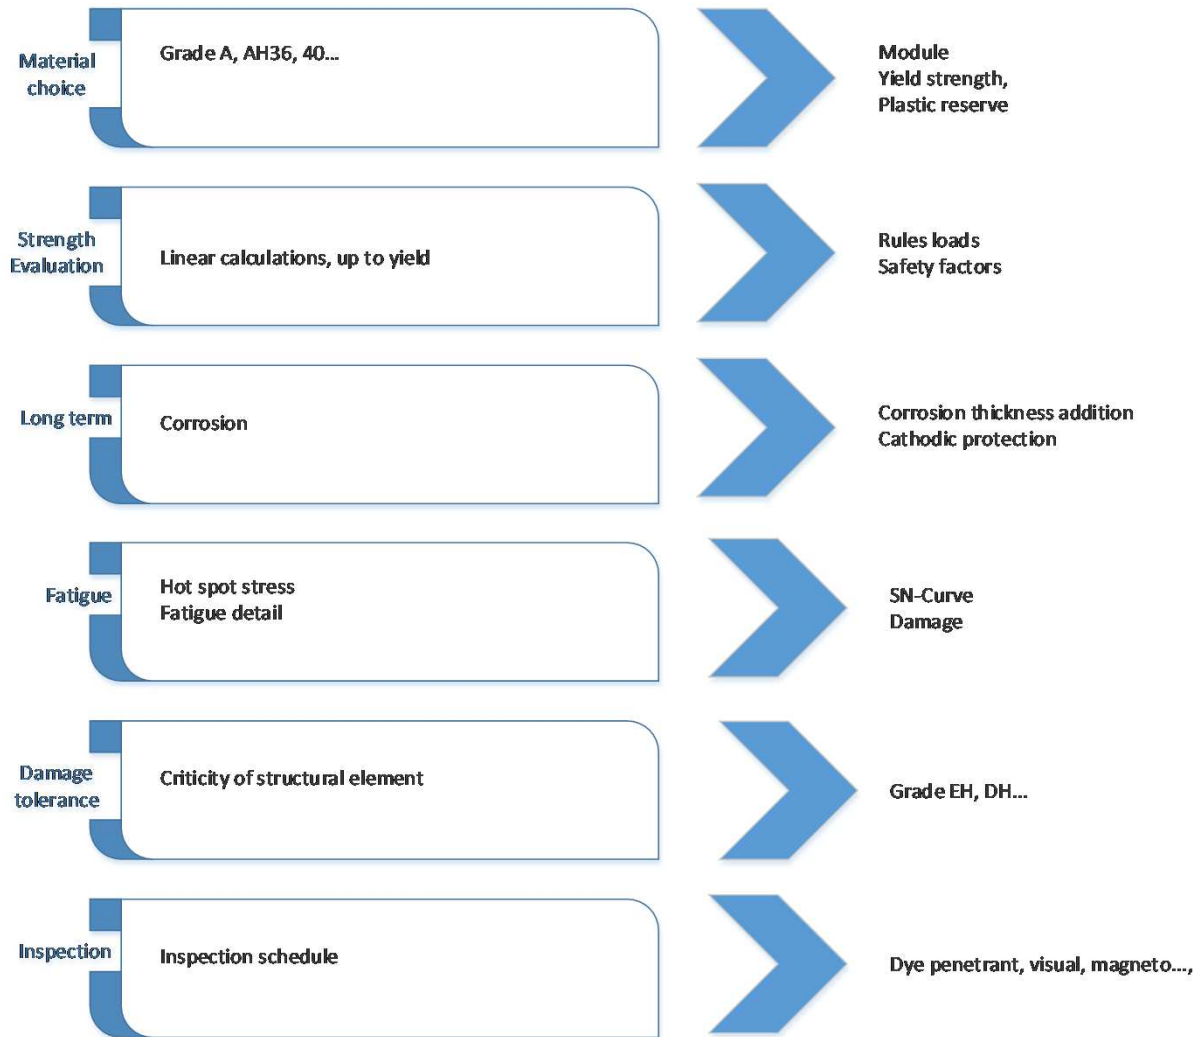 Material
choice
Grade A, AH36, 40...
Module
Yield strength,
Plastic reserve
Strength
Evaluation
Linear calculations, up to yield
Rules loads
Safety factors
Long term
Corrosion
Corrosion thickness addition
Cathodic protection
Fatigue
Hot spot stress
Fatigue detail
SN-Curve
Damage
Damage
tolerance
Criticity of structural element
Grade EH, DH...
Inspection
Inspection schedule
Dye penetrant, visual, magneto...,